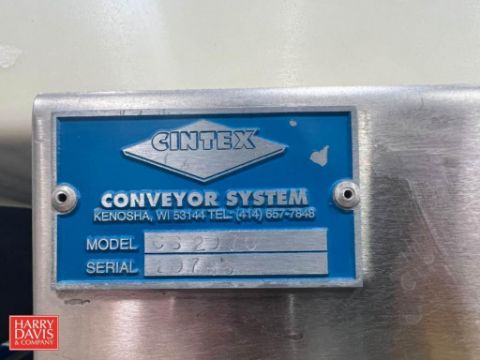 CINTEX
CONVEYOR SYSTEM
KENOSHA, WI 53144 TEL: (414) 657-7848
MODEL
SERIAL
HARRY
DAVIS
& COMPANY